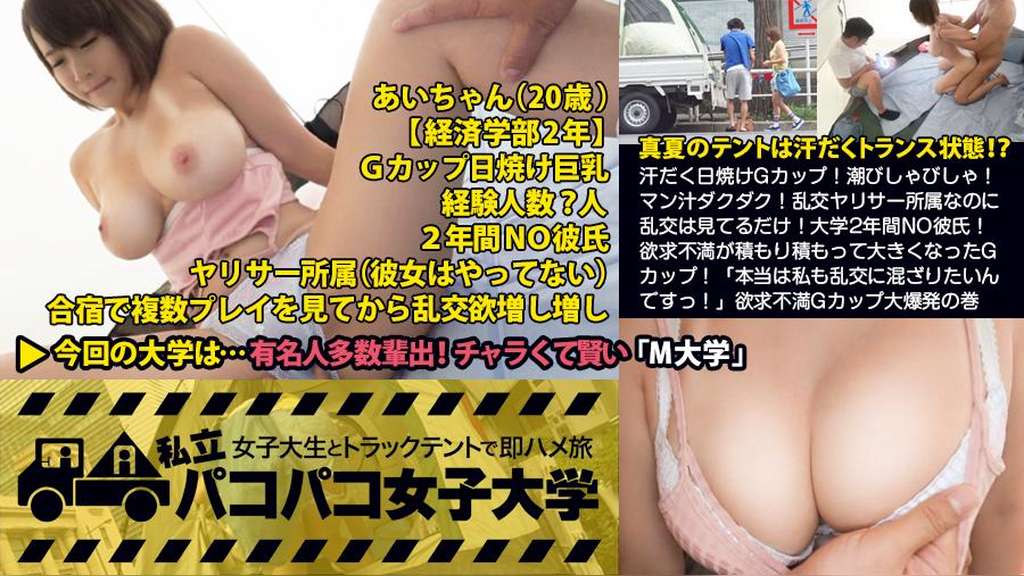 あいちゃん（20歳）
【経済学部２年】
Ｇカップ日焼け巨乳
経験人数？人
２年間ＮＯ彼氏
ヤリサー所属（彼女はやってない）
合宿で複数プレイを見てから乱交欲増し増し
真夏のテントは汗だくトランス状態！？
汗だく日焼けＧカップ！潮びしゃびしゃ！
マン汁ダクダク！乱交ヤリサー所属なのに
乱交は見てるだけ！大学２年間ＮＯ彼氏！
欲求不満が積もり積もって大きくなったＧ
カップ！「本当は私も乱交に混ざりたいん
ですっ！」欲求不満Ｇカップ大爆発の巻
▶今回の大学は…有名人多数輩出！チャラくて賢い「Ｍ大学」
私立 女子大生とトラックテントで即ハメ旅
パコパコ女子大学